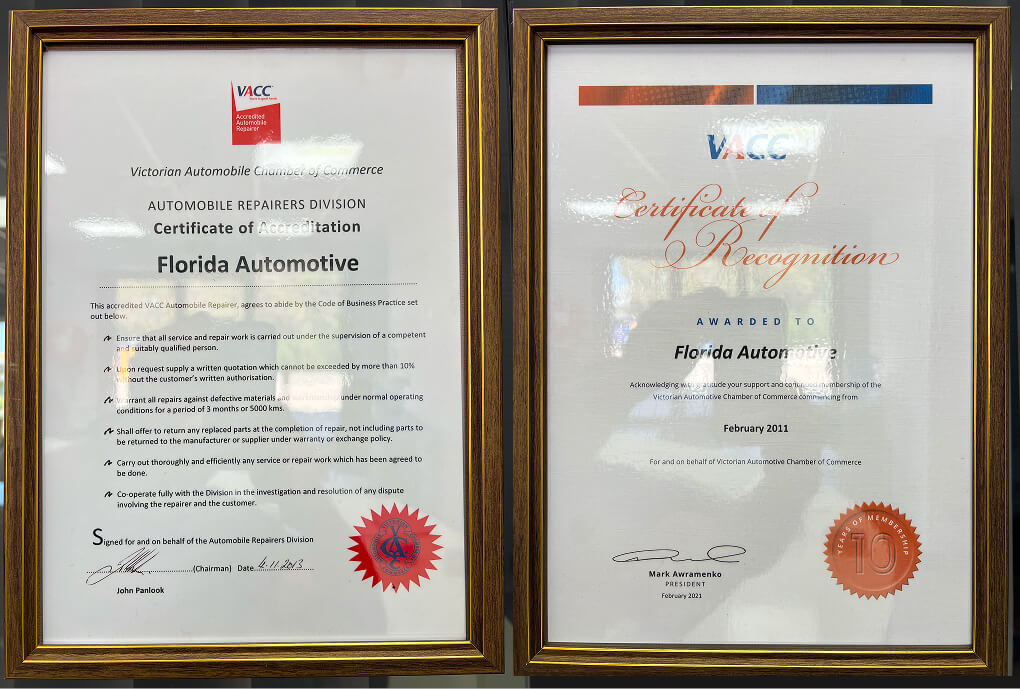 VACC
Accredited
Automobile
Repairer
Victorian Automobile Chamber of Commerce
AUTOMOBILE REPAIRERS DIVISION
Certificate of Accreditation
Florida Automotive
This accredited VACC Automobile Repairer, agrees to abide by the Code of Business Practice set
out below.
Ensure that all service and repair work is carried out under the supervision of a competent
and suitably qualified person.
Upon request supply a written quotation which cannot be exceeded by more than 10%
without the customer's written authorisation.
Warrant all repairs against defective materials and workmanship under normal operating
conditions for a period of 3 months or 5000 kms.
Shall offer to return any replaced parts at the completion of repair, not including parts to
be returned to the manufacturer or supplier under warranty or exchange policy.
Carry out thoroughly and efficiently any service or repair work which has been agreed to
be done.
Co-operate fully with the Division in the investigation and resolution of any dispute
involving the repairer and the customer.
Signed for and on behalf of the Automobile Repairers Division
(Chairman) Date 4.11.2013
John Panlook
VACC
Certificate of
Recognition
AWARDED TO
Florida Automotive
Acknowledging with gratitude your support and continued membership of the
Victorian Automotive Chamber of Commerce commencing from
February 2011
For and on behalf of Victorian Automotive Chamber of Commerce
Mark Awramenko
PRESIDENT
February 2021
YEARS OF MEMBERSHIP
10